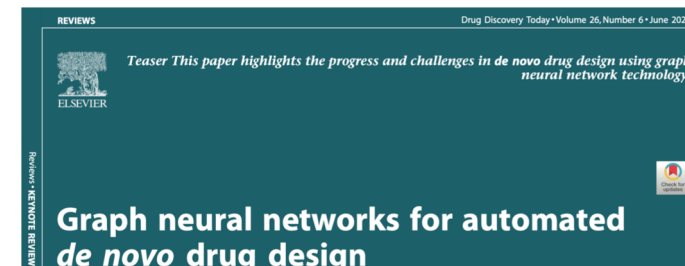 REVIEWS
Drug Discovery Today • Volume 26, Number 6 • June 202
Teaser This paper highlights the progress and challenges in de novo drug design using grap
neural network technology
ELSEVIER
Reviews • KEYNOTE REVIEW
Check for
updates
Graph neural networks for automated
de novo drug design